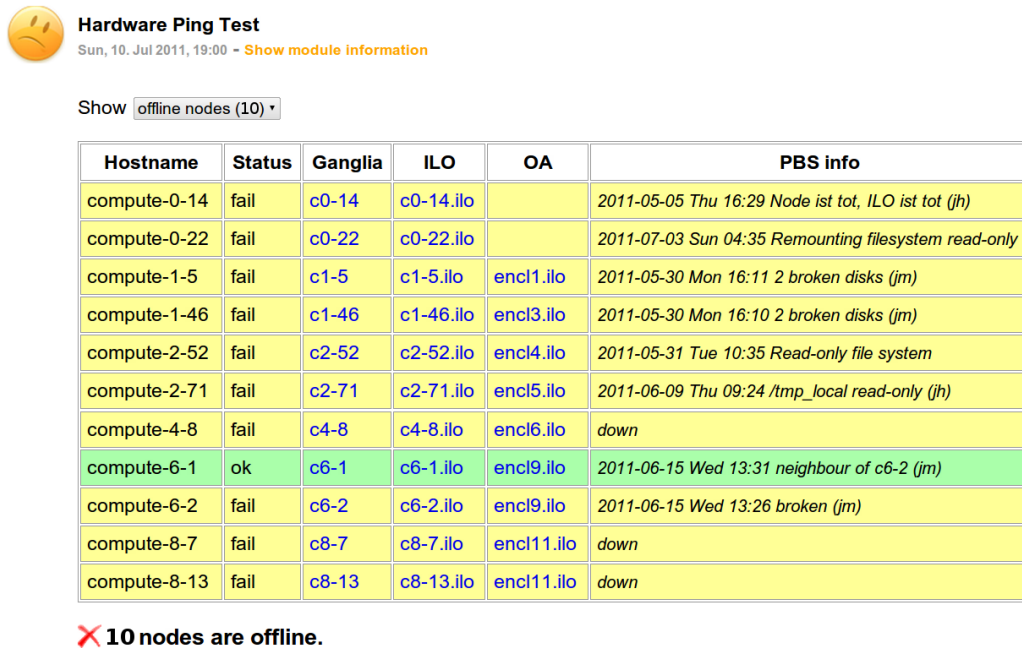 Hardware Ping Test
Sun, 10. Jul 2011, 19:00 - Show module information
Show offline nodes (10)
Hostname Status Ganglia ILO OA PBS info
compute-0-14 fail c0-14 c0-14.ilo 2011-05-05 Thu 16:29 Node ist tot, ILO ist tot (jh)
compute-0-22 fail c0-22 c0-22.ilo 2011-07-03 Sun 04:35 Remounting filesystem read-only
compute-1-5 fail c1-5 c1-5.ilo encl1.ilo 2011-05-30 Mon 16:11 2 broken disks (jm)
compute-1-46 fail c1-46 c1-46.ilo encl3.ilo 2011-05-30 Mon 16:10 2 broken disks (jm)
compute-2-52 fail c2-52 c2-52.ilo encl4.ilo 2011-05-31 Tue 10:35 Read-only file system
compute-2-71 fail c2-71 c2-71.ilo encl5.ilo 2011-06-09 Thu 09:24 /tmp_local read-only (jh)
compute-4-8 fail c4-8 c4-8.ilo encl6.ilo down
compute-6-1 ok c6-1 c6-1.ilo encl9.ilo 2011-06-15 Wed 13:31 neighbour of c6-2 (jm)
compute-6-2 fail c6-2 c6-2.ilo encl9.ilo 2011-06-15 Wed 13:26 broken (jm)
compute-8-7 fail c8-7 c8-7.ilo encl11.ilo down
compute-8-13 fail c8-13 c8-13.ilo encl11.ilo down
10 nodes are offline.